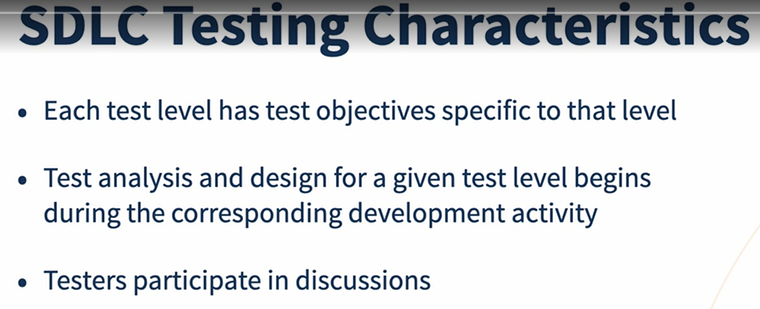 SDLC Testing Characteristics
• Each test level has test objectives specific to that level
• Test analysis and design for a given test level begins
during the corresponding development activity
• Testers participate in discussions